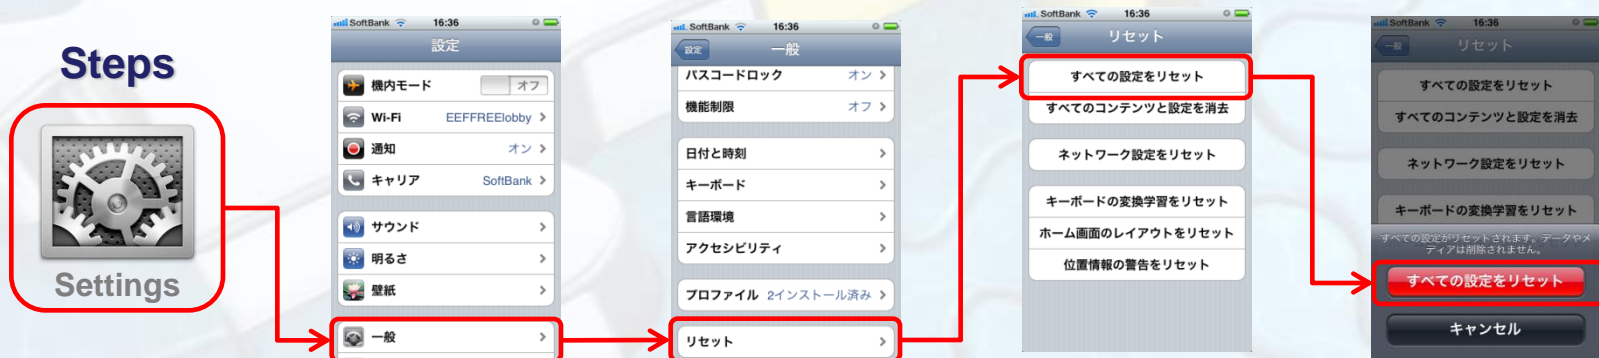 Steps
Settings
SoftBank 16:36
設定
機内モード オフ
Wi-Fi EEFFREElobby
通知 オン
キャリア SoftBank
サウンド
明るさ
壁紙
一般
SoftBank 16:36
設定 一般
パスコードロック オン
機能制限 オフ
日付と時刻
キーボード
言語環境
アクセシビリティ
プロファイル 2インストール済み
リセット
SoftBank 16:36
一般 リセット
すべての設定をリセット
すべてのコンテンツと設定を消去
ネットワーク設定をリセット
キーボードの変換学習をリセット
ホーム画面のレイアウトをリセット
位置情報の警告をリセット
SoftBank 16:36
一般 リセット
すべての設定をリセット
すべてのコンテンツと設定を消去
ネットワーク設定をリセット
キーボードの変換学習をリセット
すべての設定がリセットされます。データやメ
ディアは削除されません。
すべての設定をリセット
キャンセル